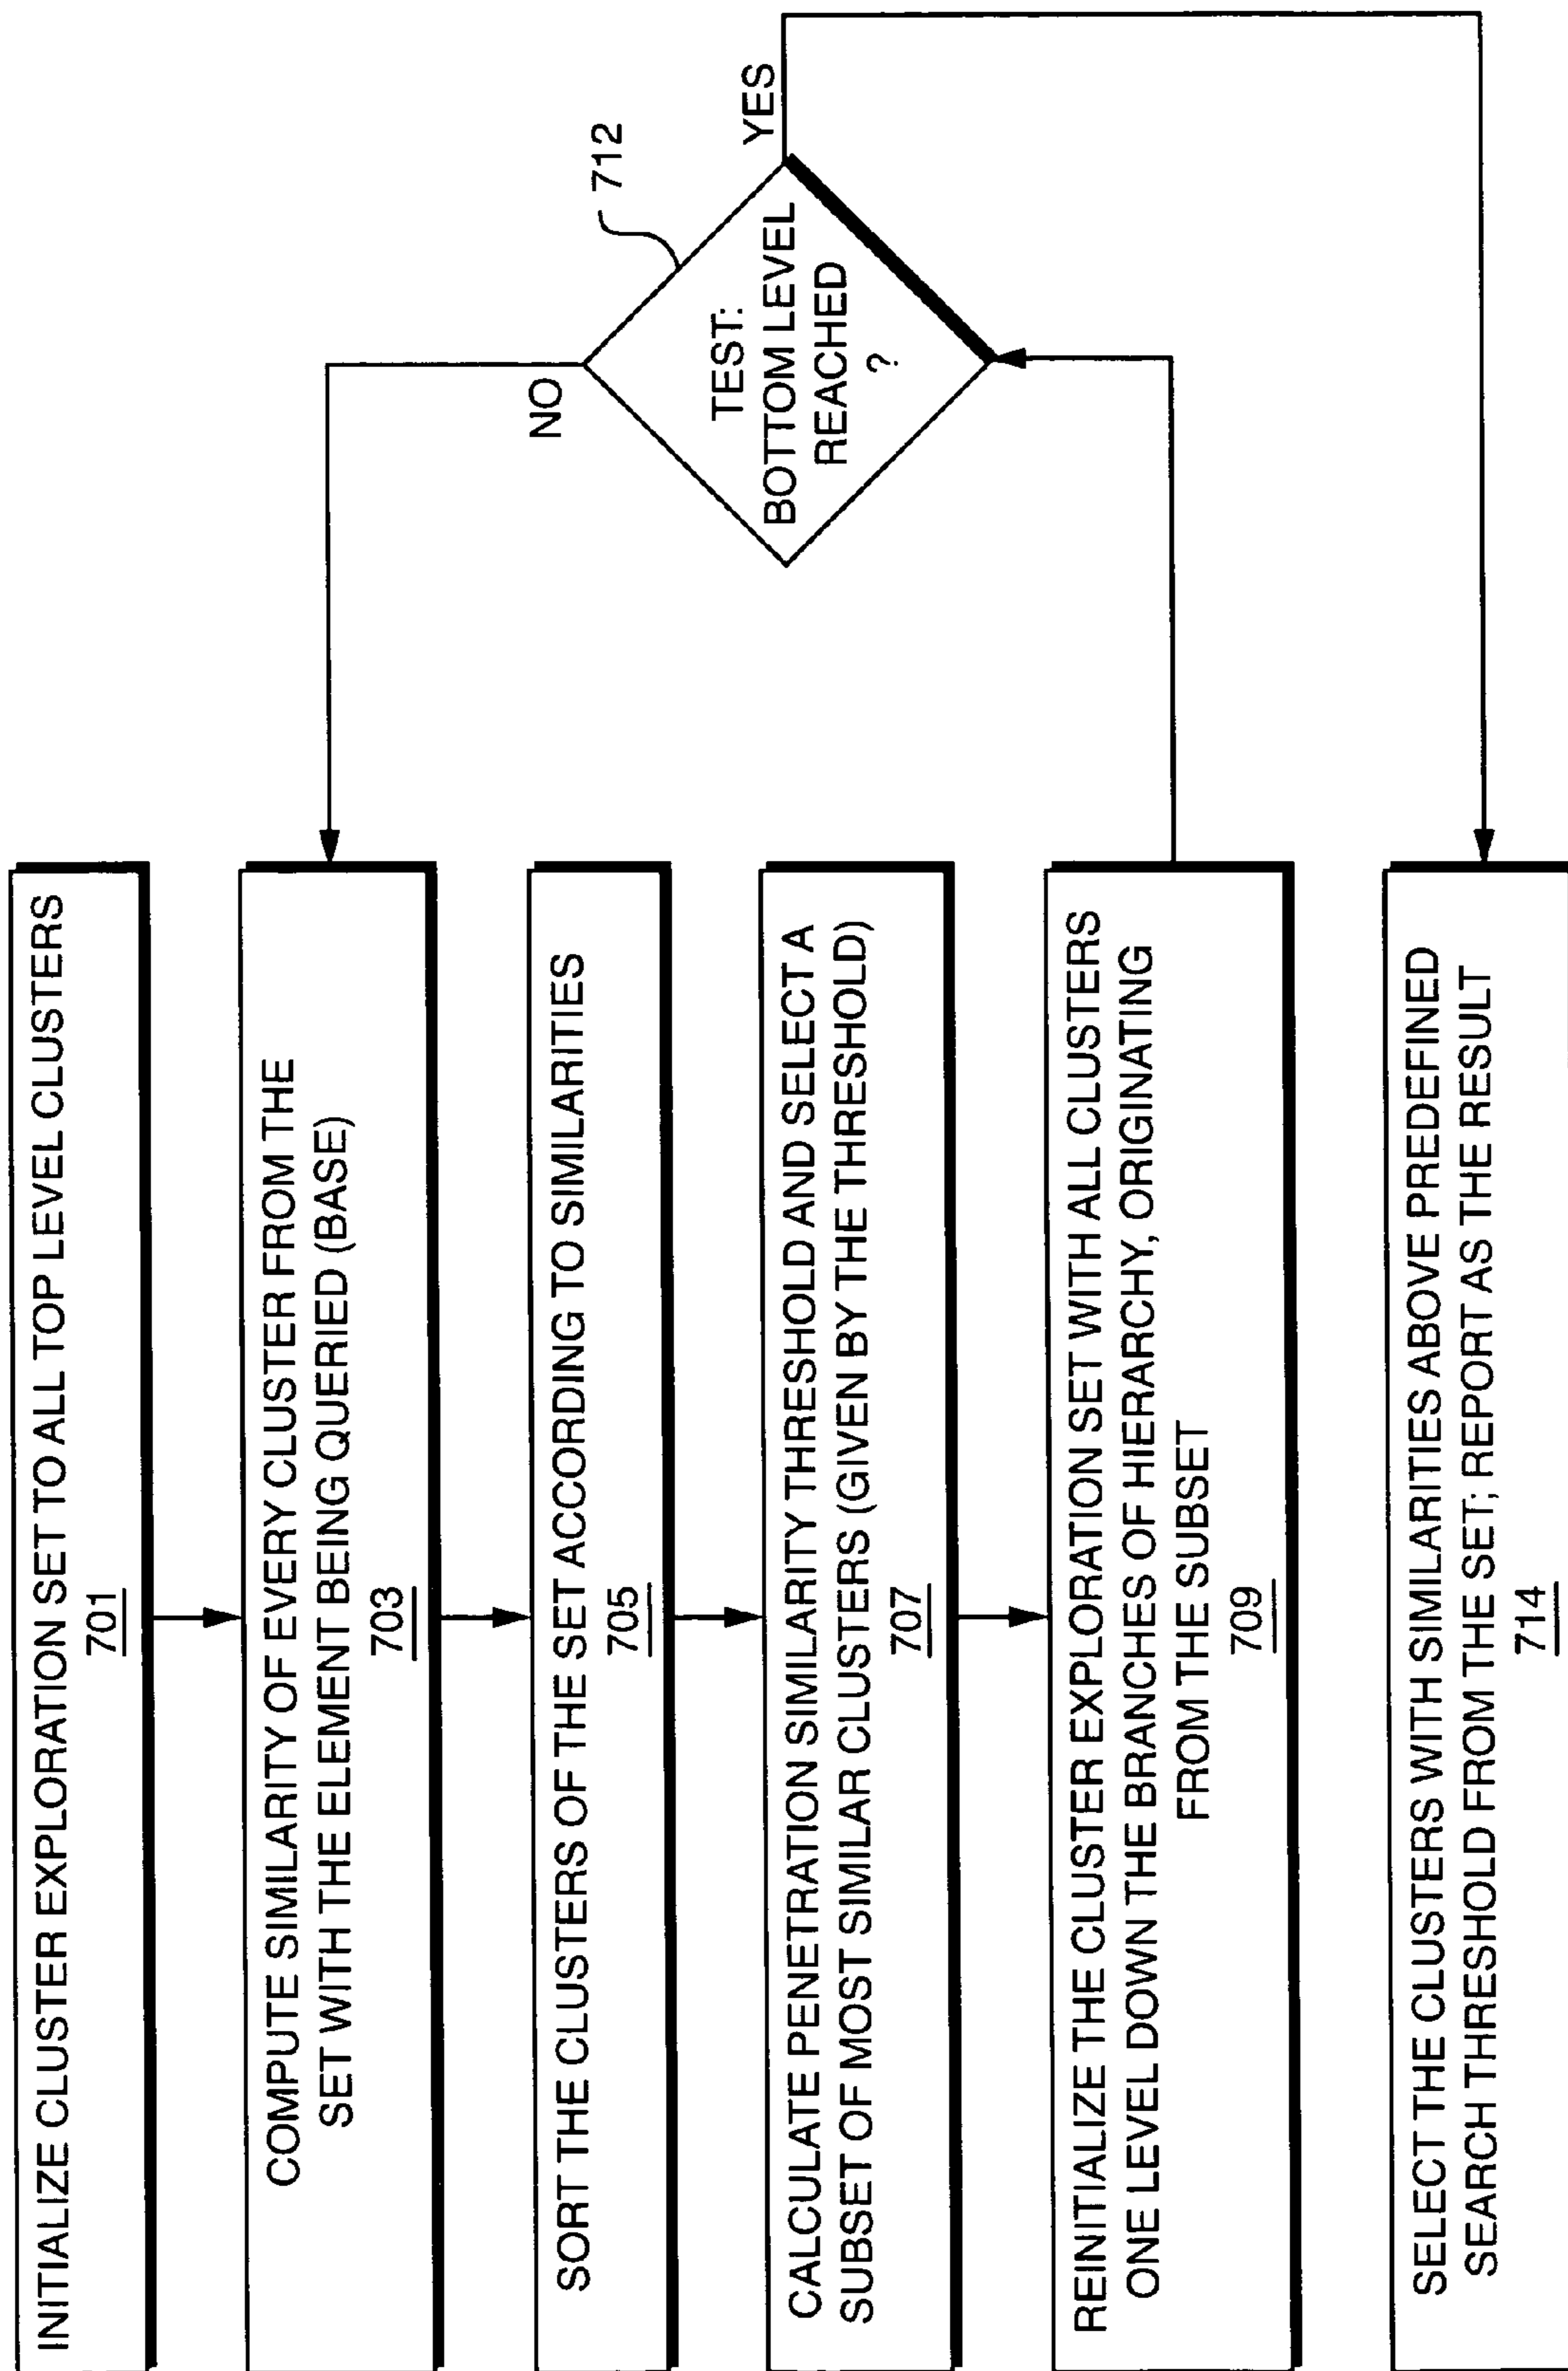 INITIALIZE CLUSTER EXPLORATION SET TO ALL TOP LEVEL CLUSTERS
701
COMPUTE SIMILARITY OF EVERY CLUSTER FROM THE
SET WITH THE ELEMENT BEING QUERIED (BASE)
703
SORT THE CLUSTERS OF THE SET ACCORDING TO SIMILARITIES
705
CALCULATE PENETRATION SIMILARITY THRESHOLD AND SELECT A
SUBSET OF MOST SIMILAR CLUSTERS (GIVEN BY THE THRESHOLD)
707
REINITIALIZE THE CLUSTER EXPLORATION SET WITH ALL CLUSTERS
ONE LEVEL DOWN THE BRANCHES OF HIERARCHY, ORIGINATING
FROM THE SUBSET
709
NO
712
TEST:
BOTTOM LEVEL
REACHED
?
YES
SELECT THE CLUSTERS WITH SIMILARITIES ABOVE PREDEFINED
SEARCH THRESHOLD FROM THE SET; REPORT AS THE RESULT
714